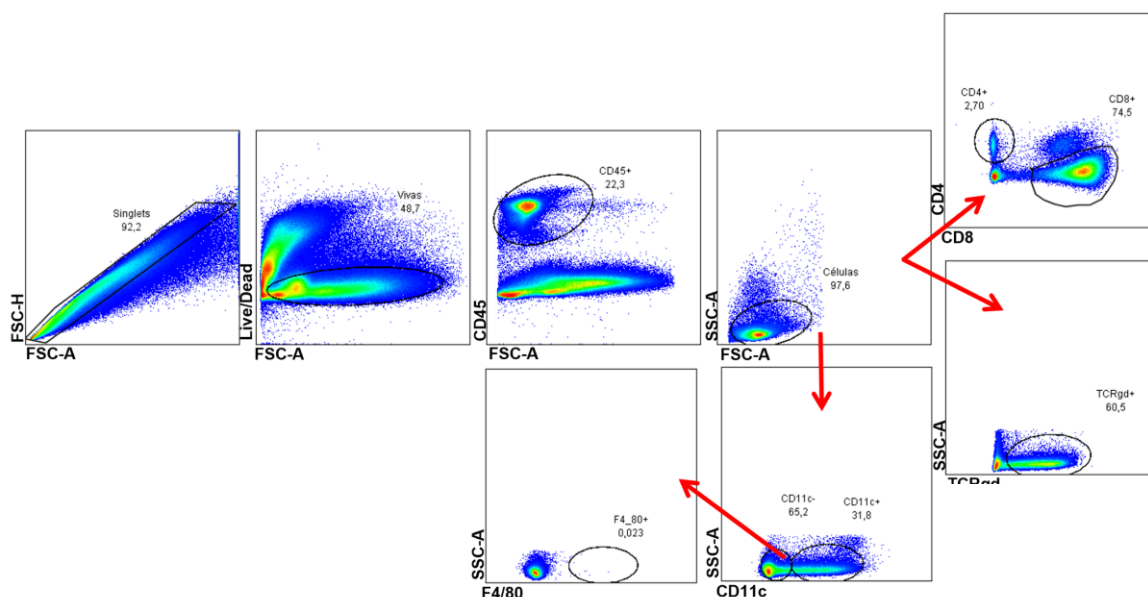 Singlets
92,2
FSC-H
FSC-A
Vivas
48,7
Live/Dead
FSC-A
CD45+
22,3
CD45
FSC-A
Células
97,6
SSC-A
FSC-A
CD4+
2,70
CD8+
74,5
CD4
CD8
TCRgd+
60,5
SSC-A
TCRgd
F4_80+
0,023
SSC-A
F4/80
CD11c-
65,2
CD11c+
31,8
SSC-A
CD11c